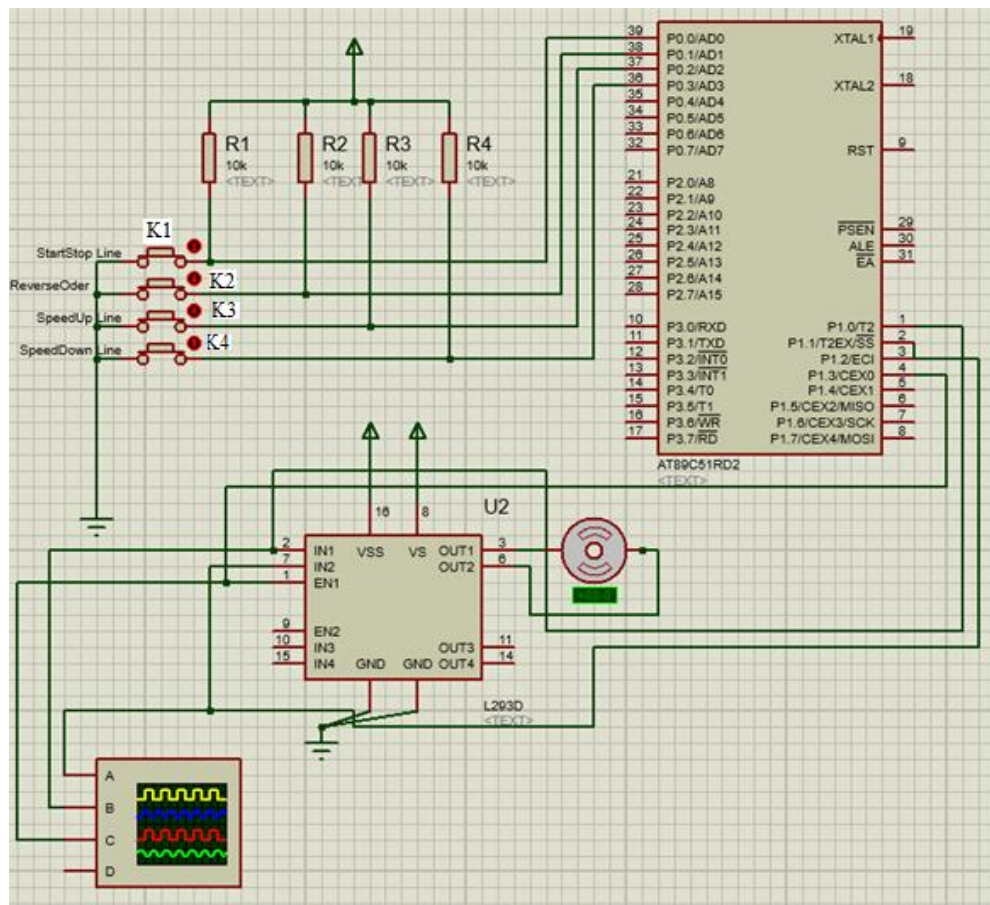 R1
10k
<TEXT>
R2
10k
<TEXT>
R3
10k
<TEXT>
R4
10k
<TEXT>
K1
StartStop Line
K2
ReverseOder
K3
SpeedUp Line
K4
SpeedDown Line
39 P0.0/AD0
38 P0.1/AD1
37 P0.2/AD2
36 P0.3/AD3
35 P0.4/AD4
34 P0.5/AD5
33 P0.6/AD6
32 P0.7/AD7
21 P2.0/A8
22 P2.1/A9
23 P2.2/A10
24 P2.3/A11
25 P2.4/A12
26 P2.5/A13
27 P2.6/A14
28 P2.7/A15
10 P3.0/RXD
11 P3.1/TXD
12 P3.2/INT0
13 P3.3/INT1
14 P3.4/T0
15 P3.5/T1
16 P3.6/WR
17 P3.7/RD
XTAL1 19
XTAL2 18
RST 9
PSEN 29
ALE 30
EA 31
P1.0/T2 1
P1.1/T2EX/SS 2
P1.2/ECI 3
P1.3/CEX0 4
P1.4/CEX1 5
P1.5/CEX2/MISO 6
P1.6/CEX3/SCK 7
P1.7/CEX4/MOSI 8
AT89C51RD2
<TEXT>
U2
16 8
2 IN1 VSS VS OUT1 3
7 IN2 OUT2 6
1 EN1
9 EN2
10 IN3 OUT3 11
15 IN4 GND GND OUT4 14
L293D
<TEXT>
A
B
C
D